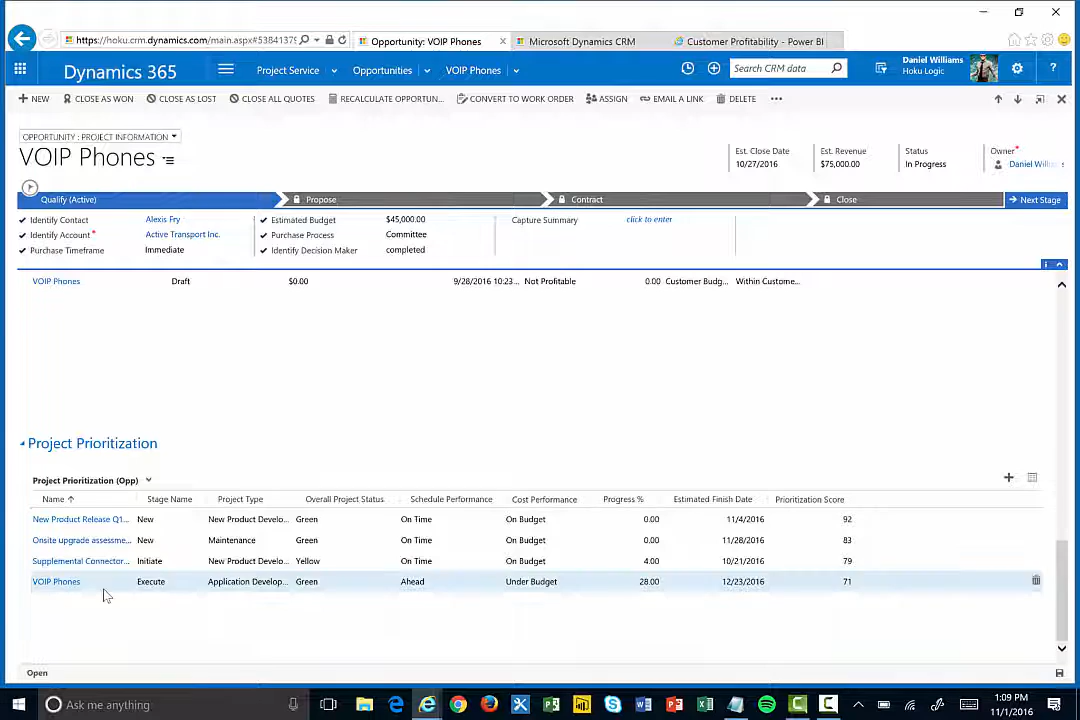 https://hoku.crm.dynamics.com/main.aspx#53841379
Opportunity: VOIP Phones
Microsoft Dynamics CRM
Customer Profitability - Power BI
Dynamics 365
Project Service
Opportunities
VOIP Phones
Search CRM data
Daniel Williams
Hoku Logic
?
NEW
CLOSE AS WON
CLOSE AS LOST
CLOSE ALL QUOTES
RECALCULATE OPPORTUN...
CONVERT TO WORK ORDER
ASSIGN
EMAIL A LINK
DELETE
OPPORTUNITY : PROJECT INFORMATION
VOIP Phones
Est. Close Date
10/27/2016
Est. Revenue
$75,000.00
Status
In Progress
Owner*
Daniel Willi
Qualify (Active)
Propose
Contract
Close
Next Stage
Identify Contact Alexis Fry
Identify Account* Active Transport Inc.
Purchase Timeframe Immediate
Estimated Budget $45,000.00
Purchase Process Committee
Identify Decision Maker completed
Capture Summary click to enter
VOIP Phones Draft $0.00 9/28/2016 10:23... Not Profitable 0.00 Customer Budg... Within Custome...
Project Prioritization
Project Prioritization (Opp)
Name Stage Name Project Type Overall Project Status Schedule Performance Cost Performance Progress % Estimated Finish Date Prioritization Score
New Product Release Q1... New New Product Develo... Green On Time On Budget 0.00 11/4/2016 92
Onsite upgrade assessme... New Maintenance Green On Time On Budget 0.00 11/28/2016 83
Supplemental Connector... Initiate New Product Develo... Yellow On Time On Budget 4.00 10/21/2016 79
VOIP Phones Execute Application Develop... Green Ahead Under Budget 28.00 12/23/2016 71
Open
Ask me anything
1:09 PM
11/1/2016